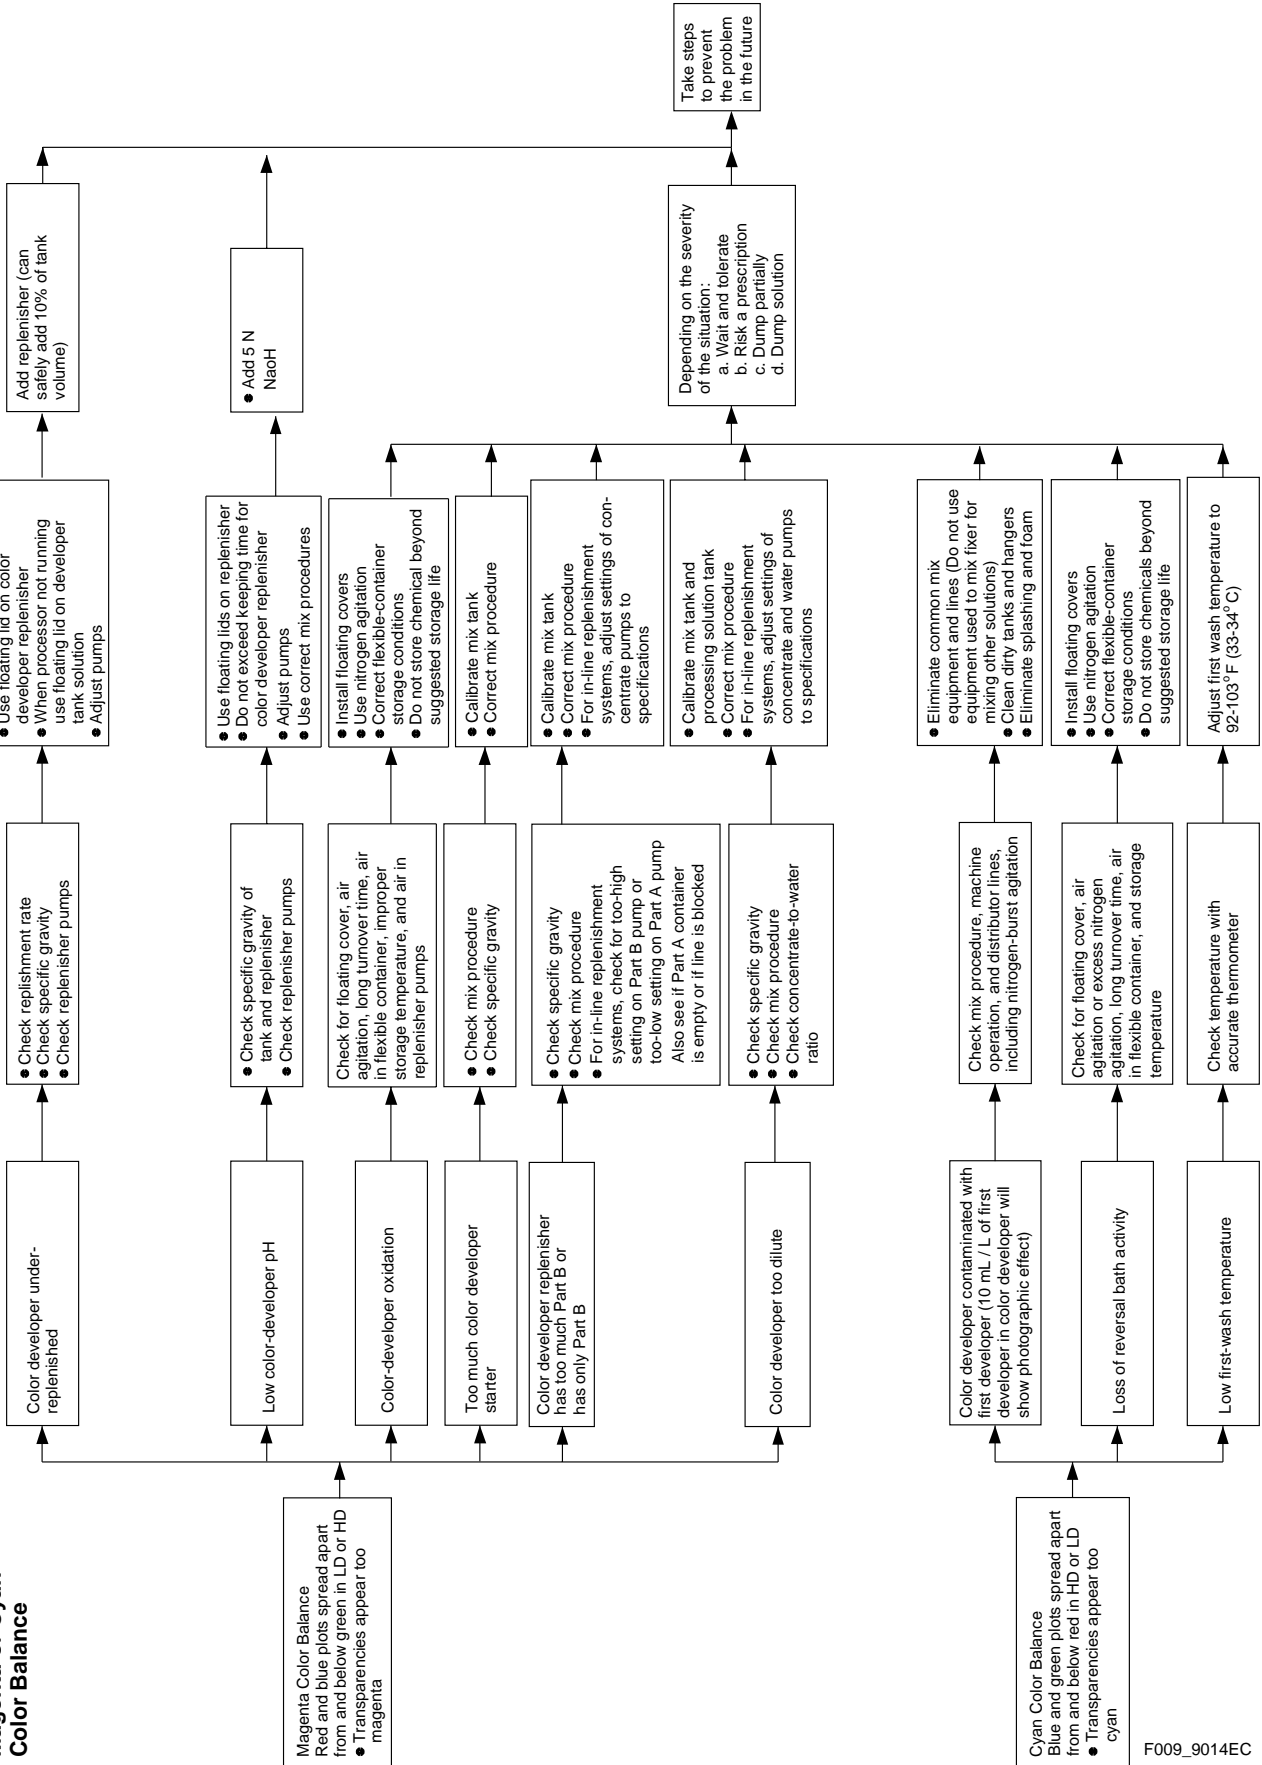 Color Balance
Magenta Color Balance
Red and blue plots spread apart
from and below green in LD or HD
● Transparencies appear too
magenta
Cyan Color Balance
Blue and green plots spread apart
from and below red in HD or LD
● Transparencies appear too
cyan
Color developer under-
replenished
Low color-developer pH
Color-developer oxidation
Too much color developer
starter
Color developer replenisher
has too much Part B or
has only Part B
Color developer too dilute
Color developer contaminated with
first developer (10 mL / L of first
developer in color developer will
show photographic effect)
Loss of reversal bath activity
Low first-wash temperature
● Check replishment rate
● Check specific gravity
● Check replenisher pumps
● Check specific gravity of
tank and replenisher
● Check replenisher pumps
Check for floating cover, air
agitation, long turnover time, air
in flexible container, improper
storage temperature, and air in
replenisher pumps
● Check mix procedure
● Check specific gravity
● Check specific gravity
● Check mix procedure
● For in-line replenishment
systems, check for too-high
setting on Part B pump or
too-low setting on Part A pump
Also see if Part A container
is empty or if line is blocked
● Check specific gravity
● Check mix procedure
● Check concentrate-to-water
ratio
Check mix procedure, machine
operation, and distributor lines,
including nitrogen-burst agitation
Check for floating cover, air
agitation or excess nitrogen
agitation, long turnover time, air
in flexible container, and storage
temperature
Check temperature with
accurate thermometer
● Use floating lid on color
developer replenisher
● When processor not running
use floating lid on developer
tank solution
● Adjust pumps
● Use floating lids on replenisher
● Do not exceed keeping time for
color developer replenisher
● Adjust pumps
● Use correct mix procedures
● Install floating covers
● Use nitrogen agitation
● Correct flexible-container
storage conditions
● Do not store chemical beyond
suggested storage life
● Calibrate mix tank
● Correct mix procedure
● Calibrate mix tank
● Correct mix procedure
● For in-line replenishment
systems, adjust settings of con-
centrate pumps to
specifications
● Calibrate mix tank and
processing solution tank
● Correct mix procedure
● For in-line replenishment
systems, adjust settings of
concentrate and water pumps
to specifications
● Eliminate common mix
equipment and lines (Do not use
equipment used to mix fixer for
mixing other solutions)
● Clean dirty tanks and hangers
● Eliminate splashing and foam
● Install floating covers
● Use nitrogen agitation
● Correct flexible-container
storage conditions
● Do not store chemicals beyond
suggested storage life
Adjust first wash temperature to
92-103°F (33-34°C)
Add replenisher (can
safely add 10% of tank
volume)
● Add 5 N
NaoH
Depending on the severity
of the situation:
a. Wait and tolerate
b. Risk a prescription
c. Dump partially
d. Dump solution
Take steps
to prevent
the problem
in the future
F009_9014EC